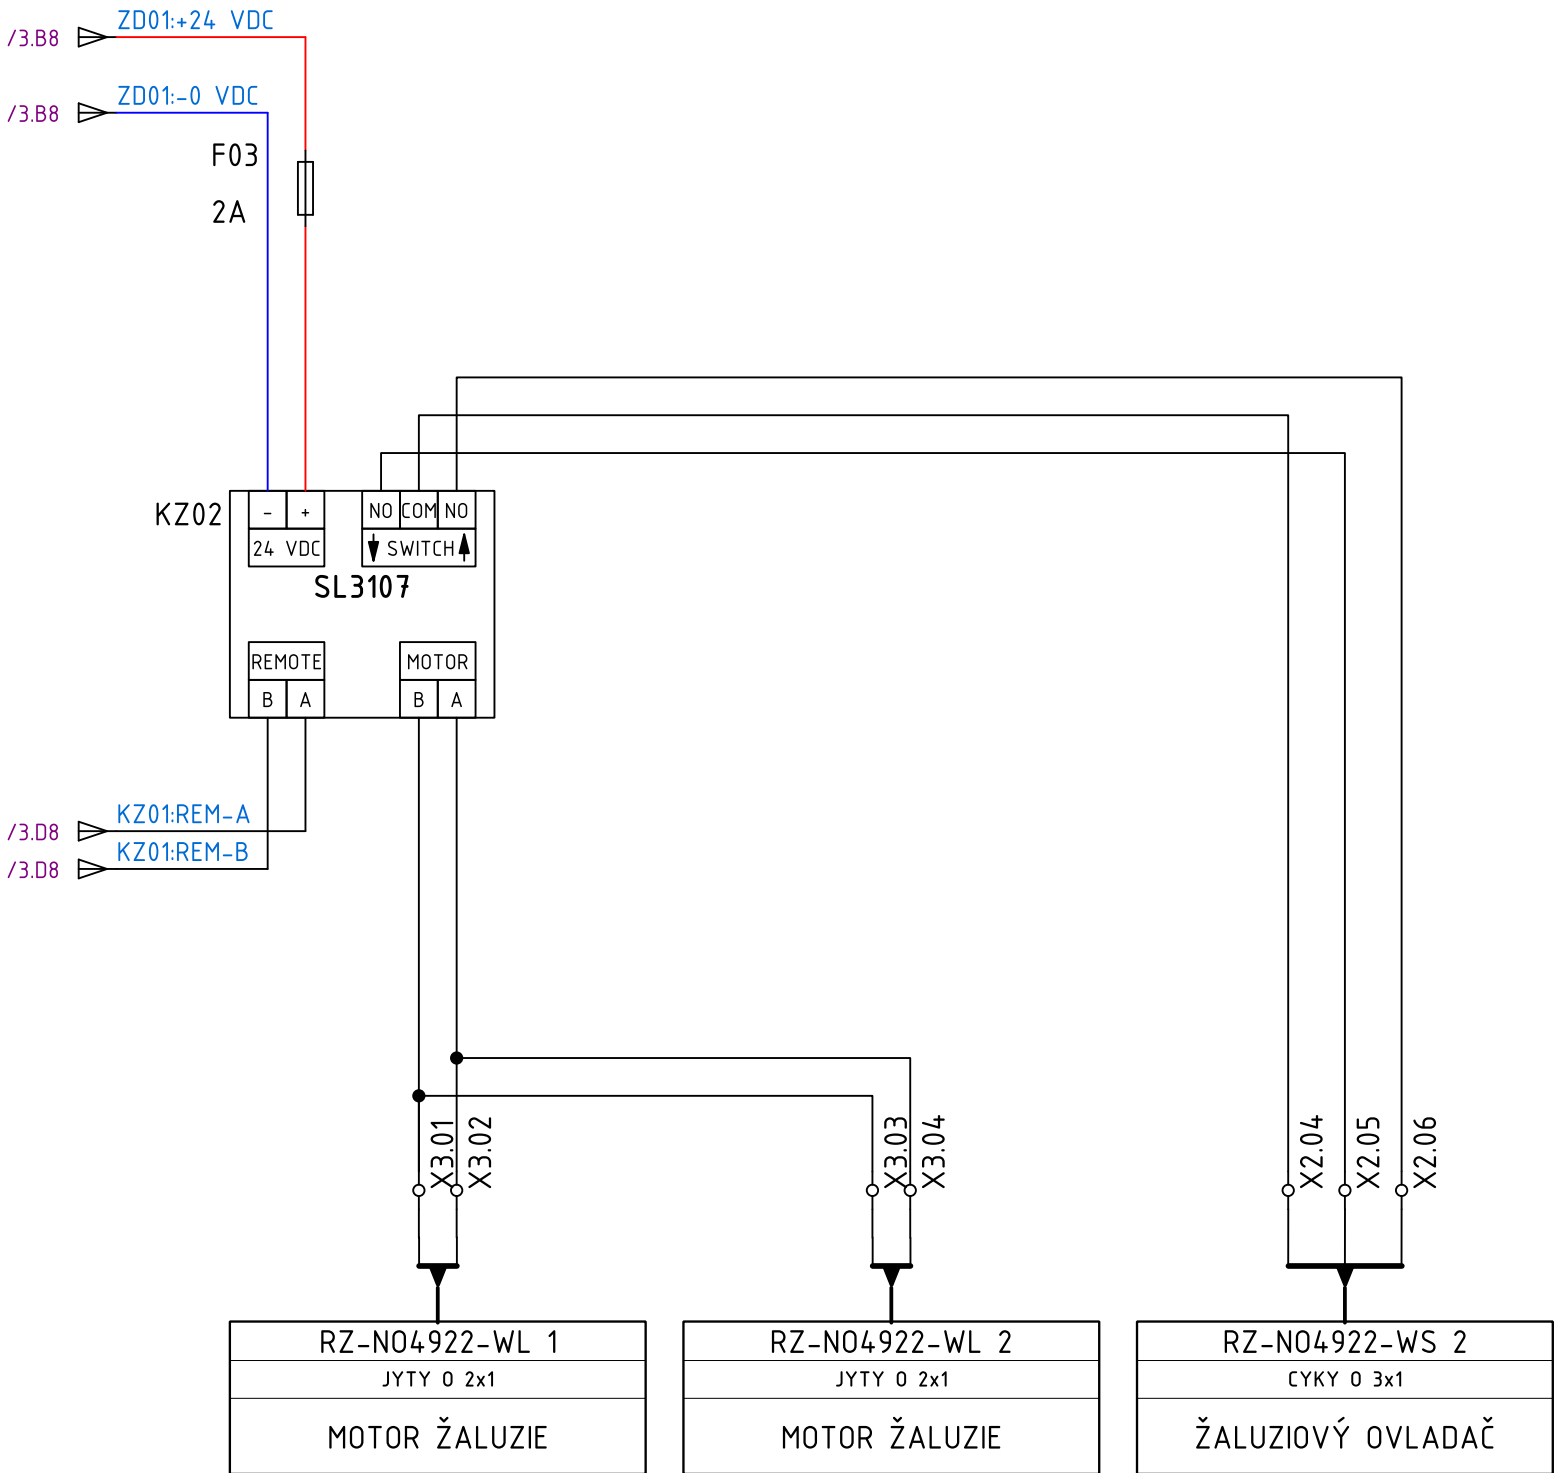 ZD01:+24 VDC
/3.B8
ZD01:-0 VDC
/3.B8
F03
2A
KZ02
- + NO COM NO
24 VDC SWITCH
SL3107
REMOTE MOTOR
B A B A
KZ01:REM-A
/3.D8
KZ01:REM-B
/3.D8
X3.01 X3.02 X3.03 X3.04 X2.04 X2.05 X2.06
RZ-NO4922-WL 1 RZ-NO4922-WL 2 RZ-NO4922-WS 2
JYTY O 2x1 JYTY O 2x1 CYKY O 3x1
MOTOR ŽALUZIE MOTOR ŽALUZIE ŽALUZIOVÝ OVLADAČ